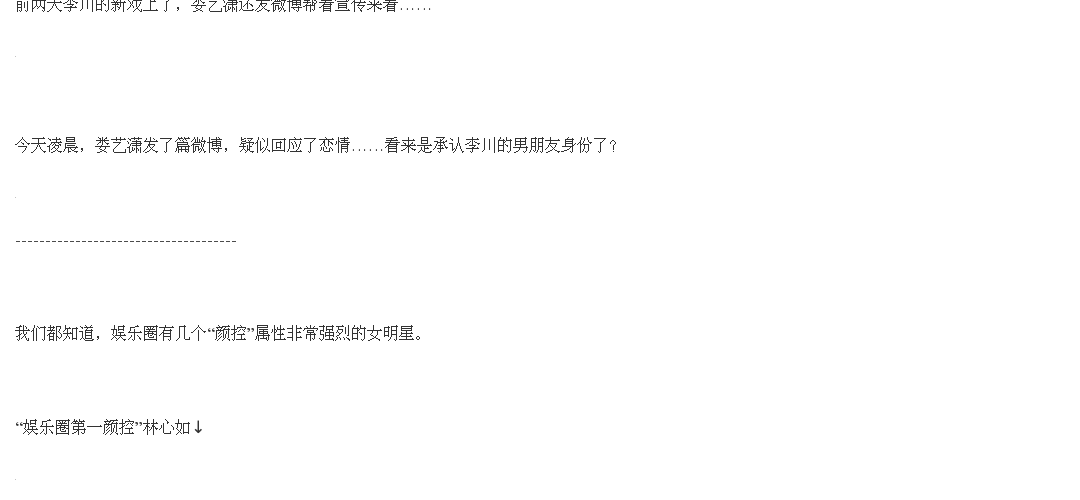 前两天李川的新戏上了，娄艺潇还发微博帮着宣传来着……
今天凌晨，娄艺潇发了篇微博，疑似回应了恋情……看来是承认李川的男朋友身份了？
-------------------------------------
我们都知道，娱乐圈有几个“颜控”属性非常强烈的女明星。
“娱乐圈第一颜控”林心如↓